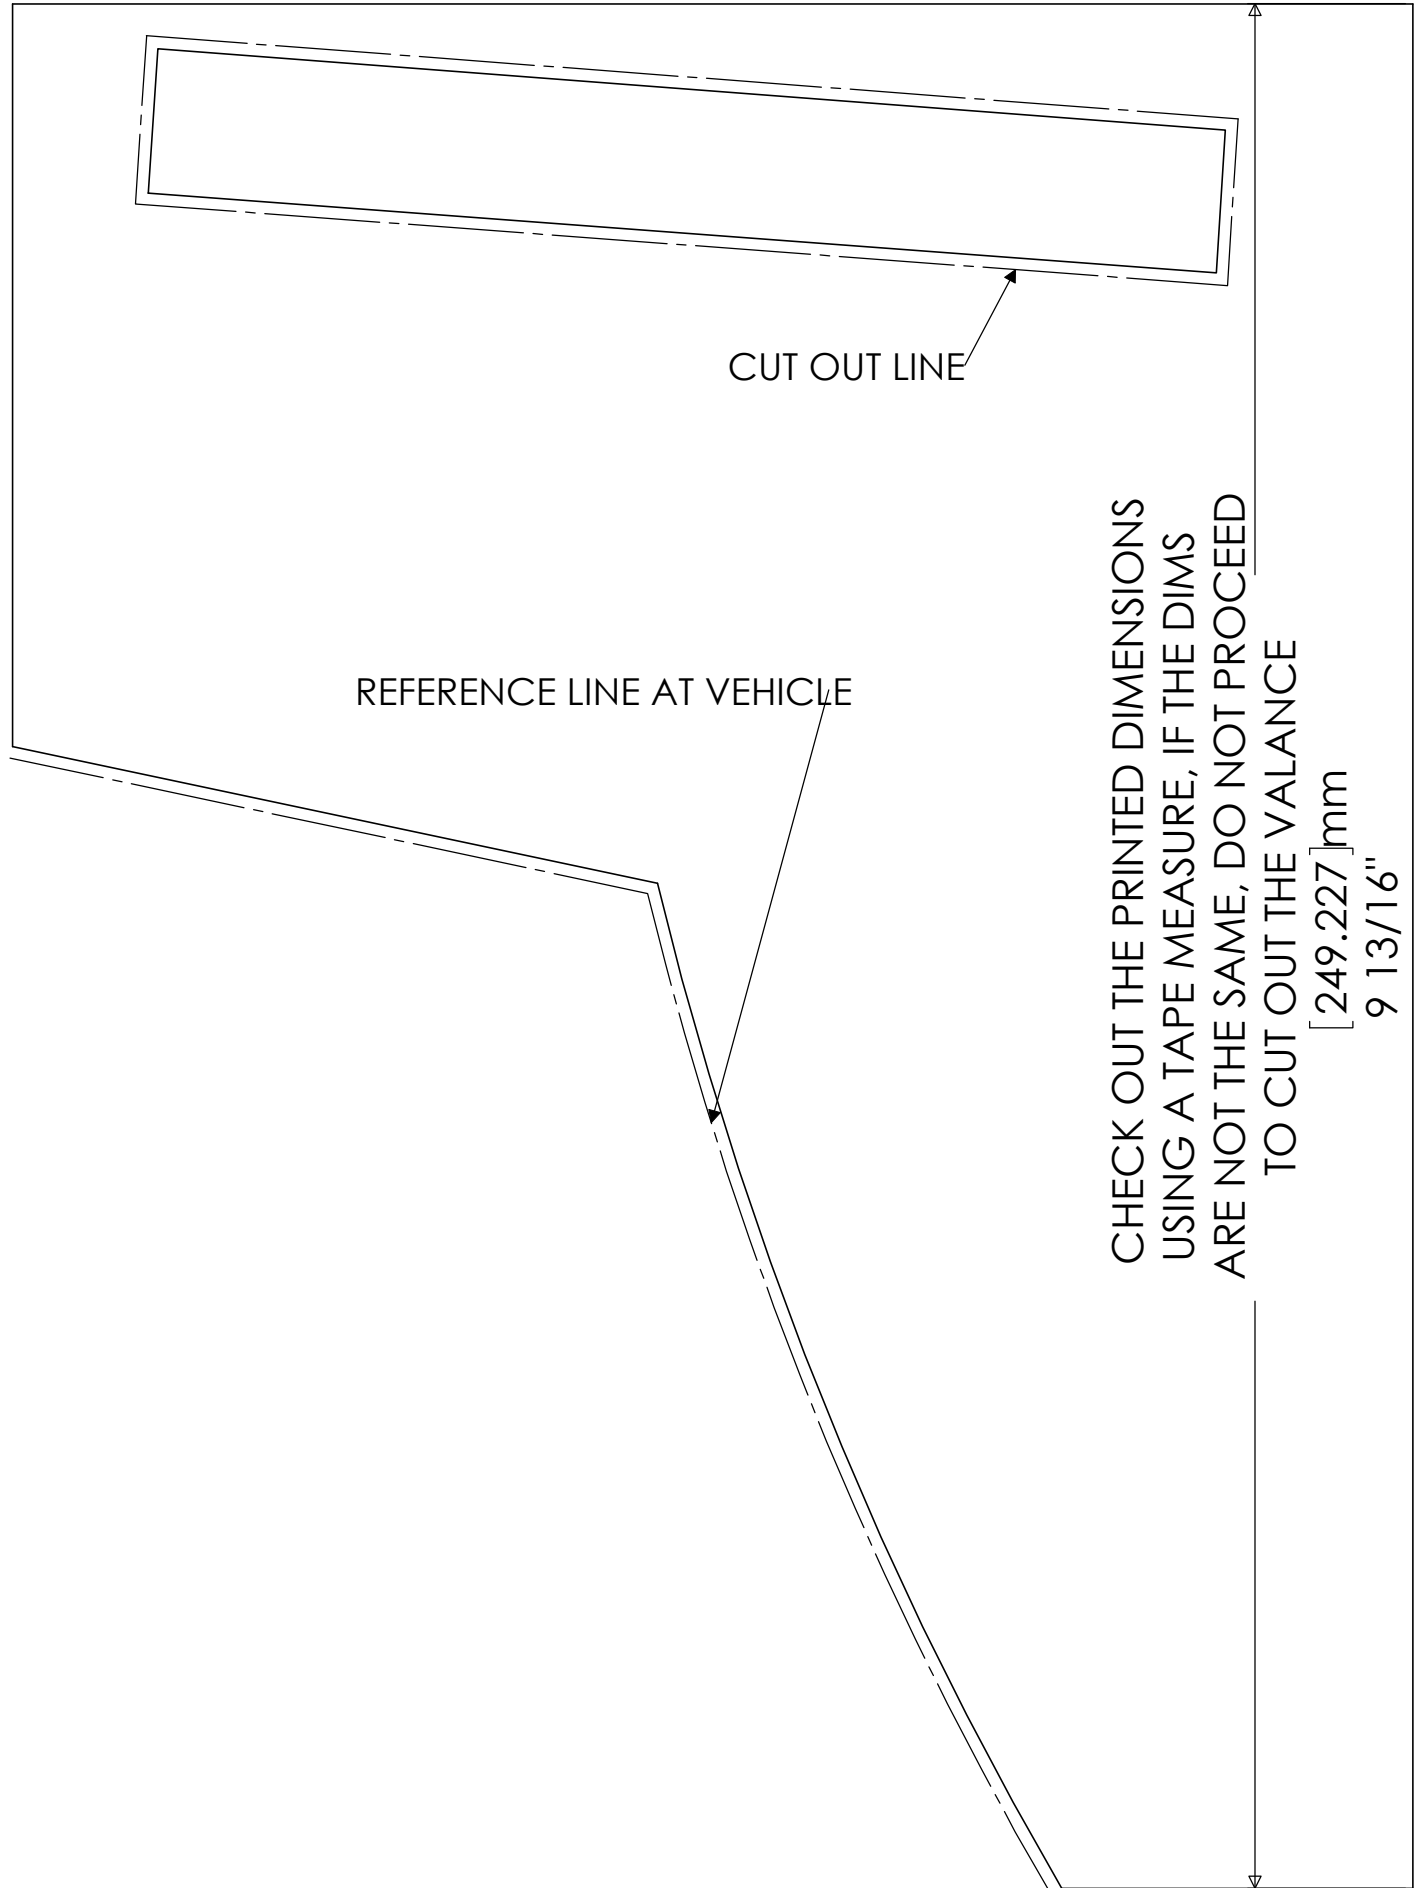 CUT OUT LINE
REFERENCE LINE AT VEHICLE
CHECK OUT THE PRINTED DIMENSIONS
USING A TAPE MEASURE, IF THE DIMS
ARE NOT THE SAME, DO NOT PROCEED
TO CUT OUT THE VALANCE
[249.227]mm
9 13/16"